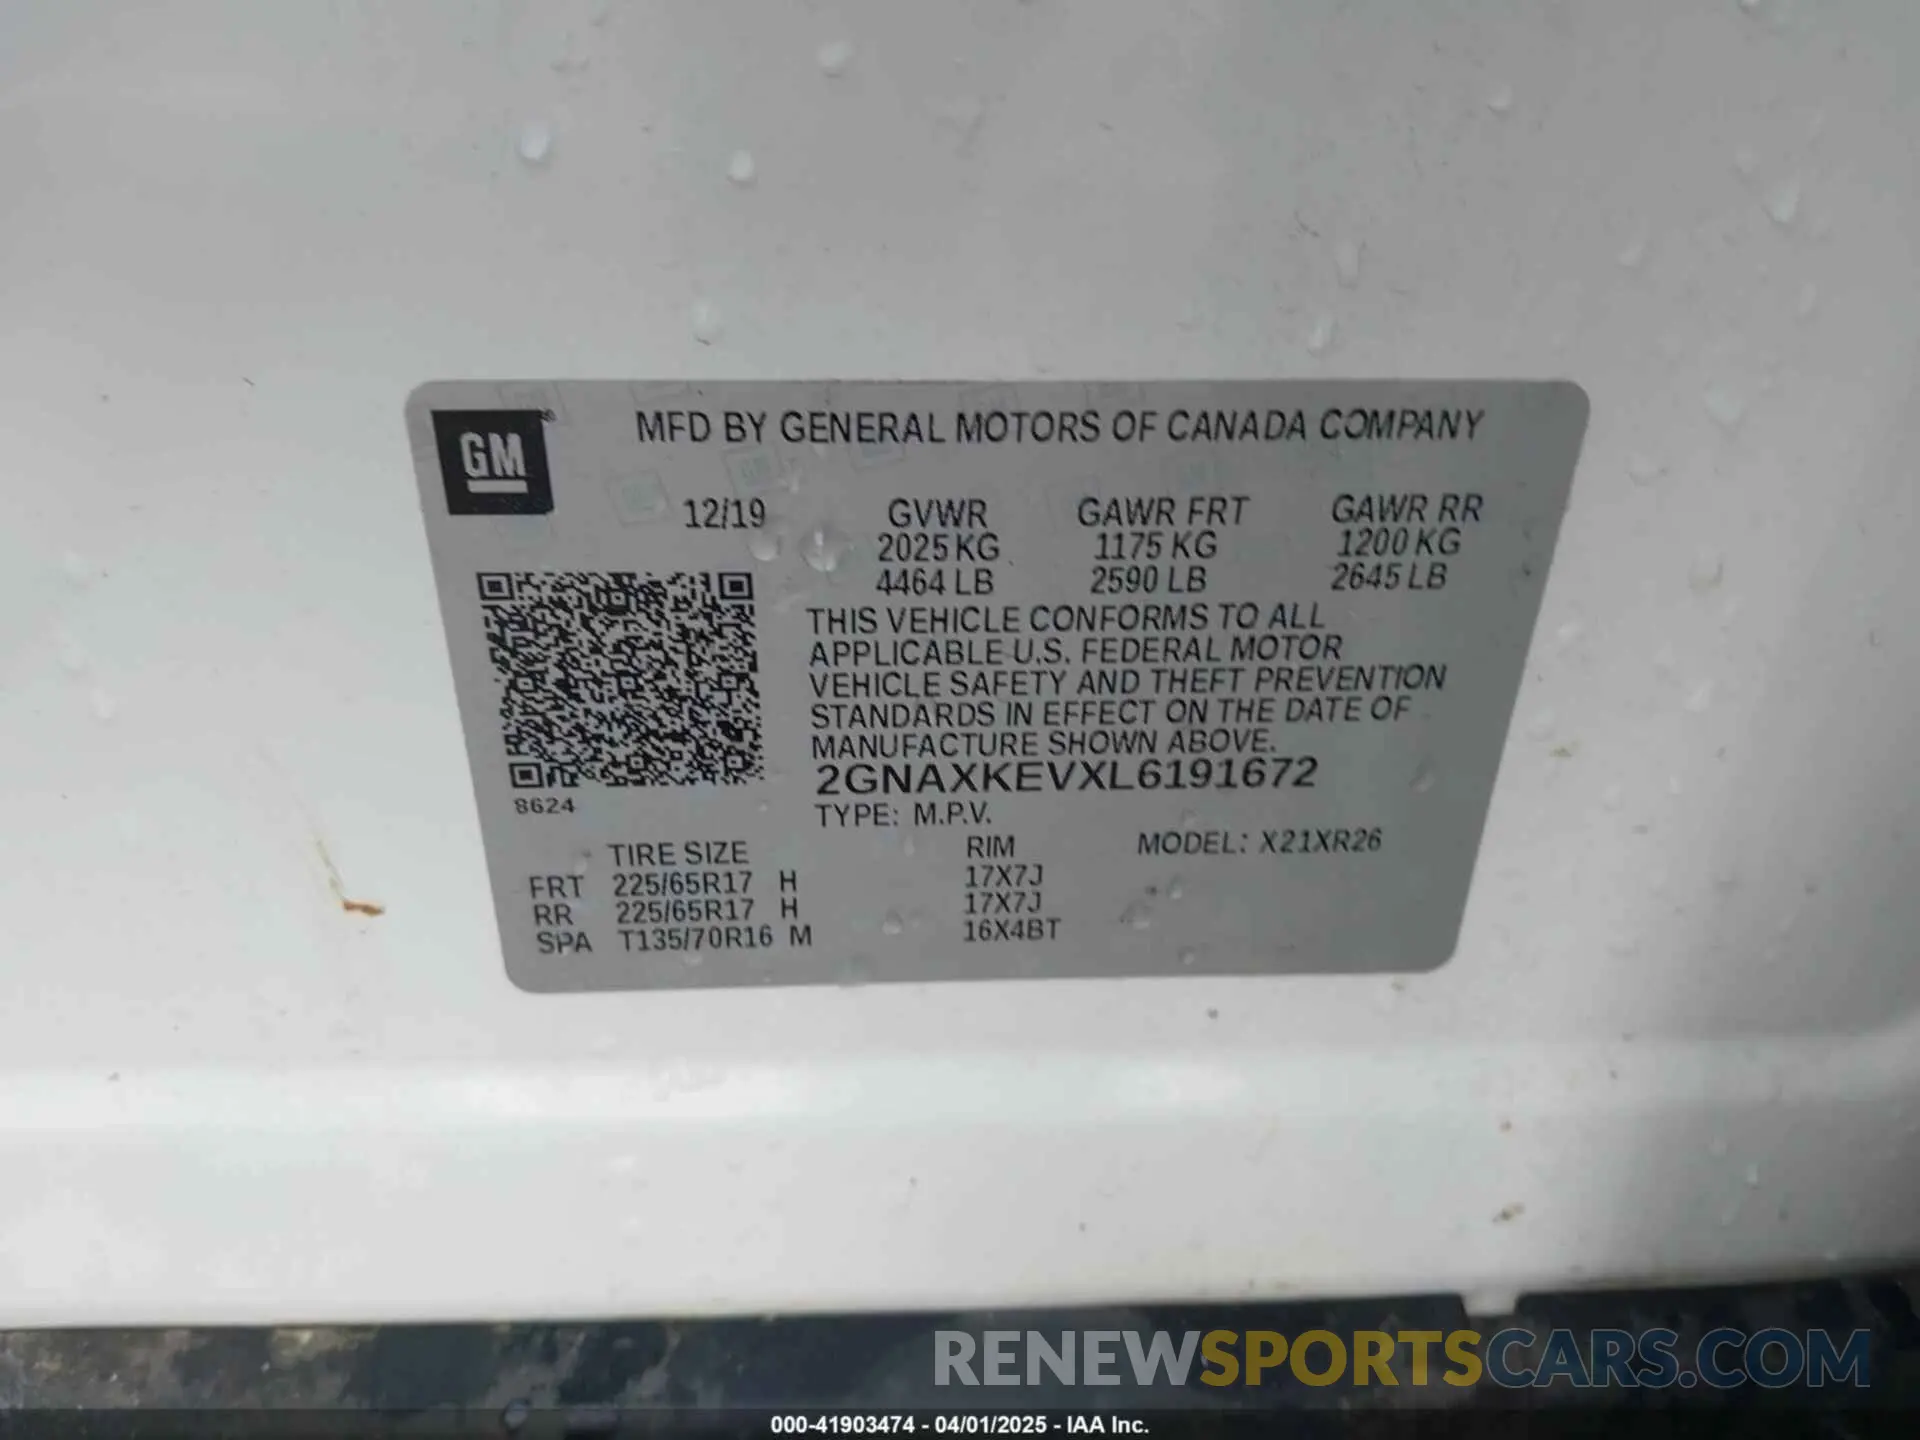 GM®
MFD BY GENERAL MOTORS OF CANADA COMPANY
12/19 GVWR GAWR FRT GAWR RR
2025 KG 1175 KG 1200 KG
4464 LB 2590 LB 2645 LB
THIS VEHICLE CONFORMS TO ALL
APPLICABLE U.S. FEDERAL MOTOR
VEHICLE SAFETY AND THEFT PREVENTION
STANDARDS IN EFFECT ON THE DATE OF
MANUFACTURE SHOWN ABOVE.
2GNAXKEVXL6191672
8624
TYPE: M.P.V.
TIRE SIZE RIM MODEL: X21XR26
FRT 225/65R17 H 17X7J
RR 225/65R17 H 17X7J
SPA T135/70R16 M 16X4BT
RENEWSPORTSCARS.COM
000-41903474 - 04/01/2025 - IAA Inc.